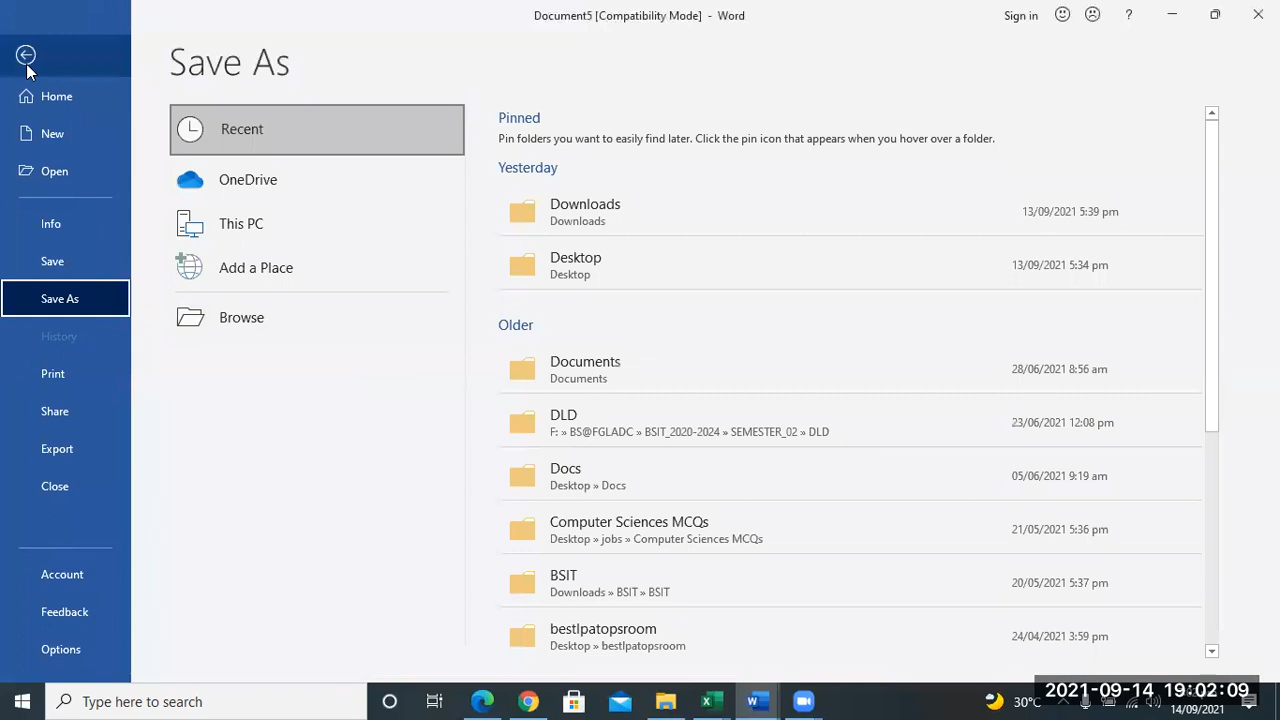 Document5 [Compatibility Mode] - Word
Sign in
?
Save As
Home
New
Open
Info
Save
Save As
History
Print
Share
Export
Close
Account
Feedback
Options
Recent
OneDrive
This PC
Add a Place
Browse
Pinned
Pin folders you want to easily find later. Click the pin icon that appears when you hover over a folder.
Yesterday
Downloads
Downloads
13/09/2021 5:39 pm
Desktop
Desktop
13/09/2021 5:34 pm
Older
Documents
Documents
28/06/2021 8:56 am
DLD
F: » BS@FGLADC » BSIT_2020-2024 » SEMESTER_02 » DLD
23/06/2021 12:08 pm
Docs
Desktop » Docs
05/06/2021 9:19 am
Computer Sciences MCQs
Desktop » jobs » Computer Sciences MCQs
21/05/2021 5:36 pm
BSIT
Downloads » BSIT » BSIT
20/05/2021 5:37 pm
bestlpatopsroom
Desktop » bestlpatopsroom
24/04/2021 3:59 pm
Type here to search
30°C
2021-09-14 19:02:09
14/09/2021